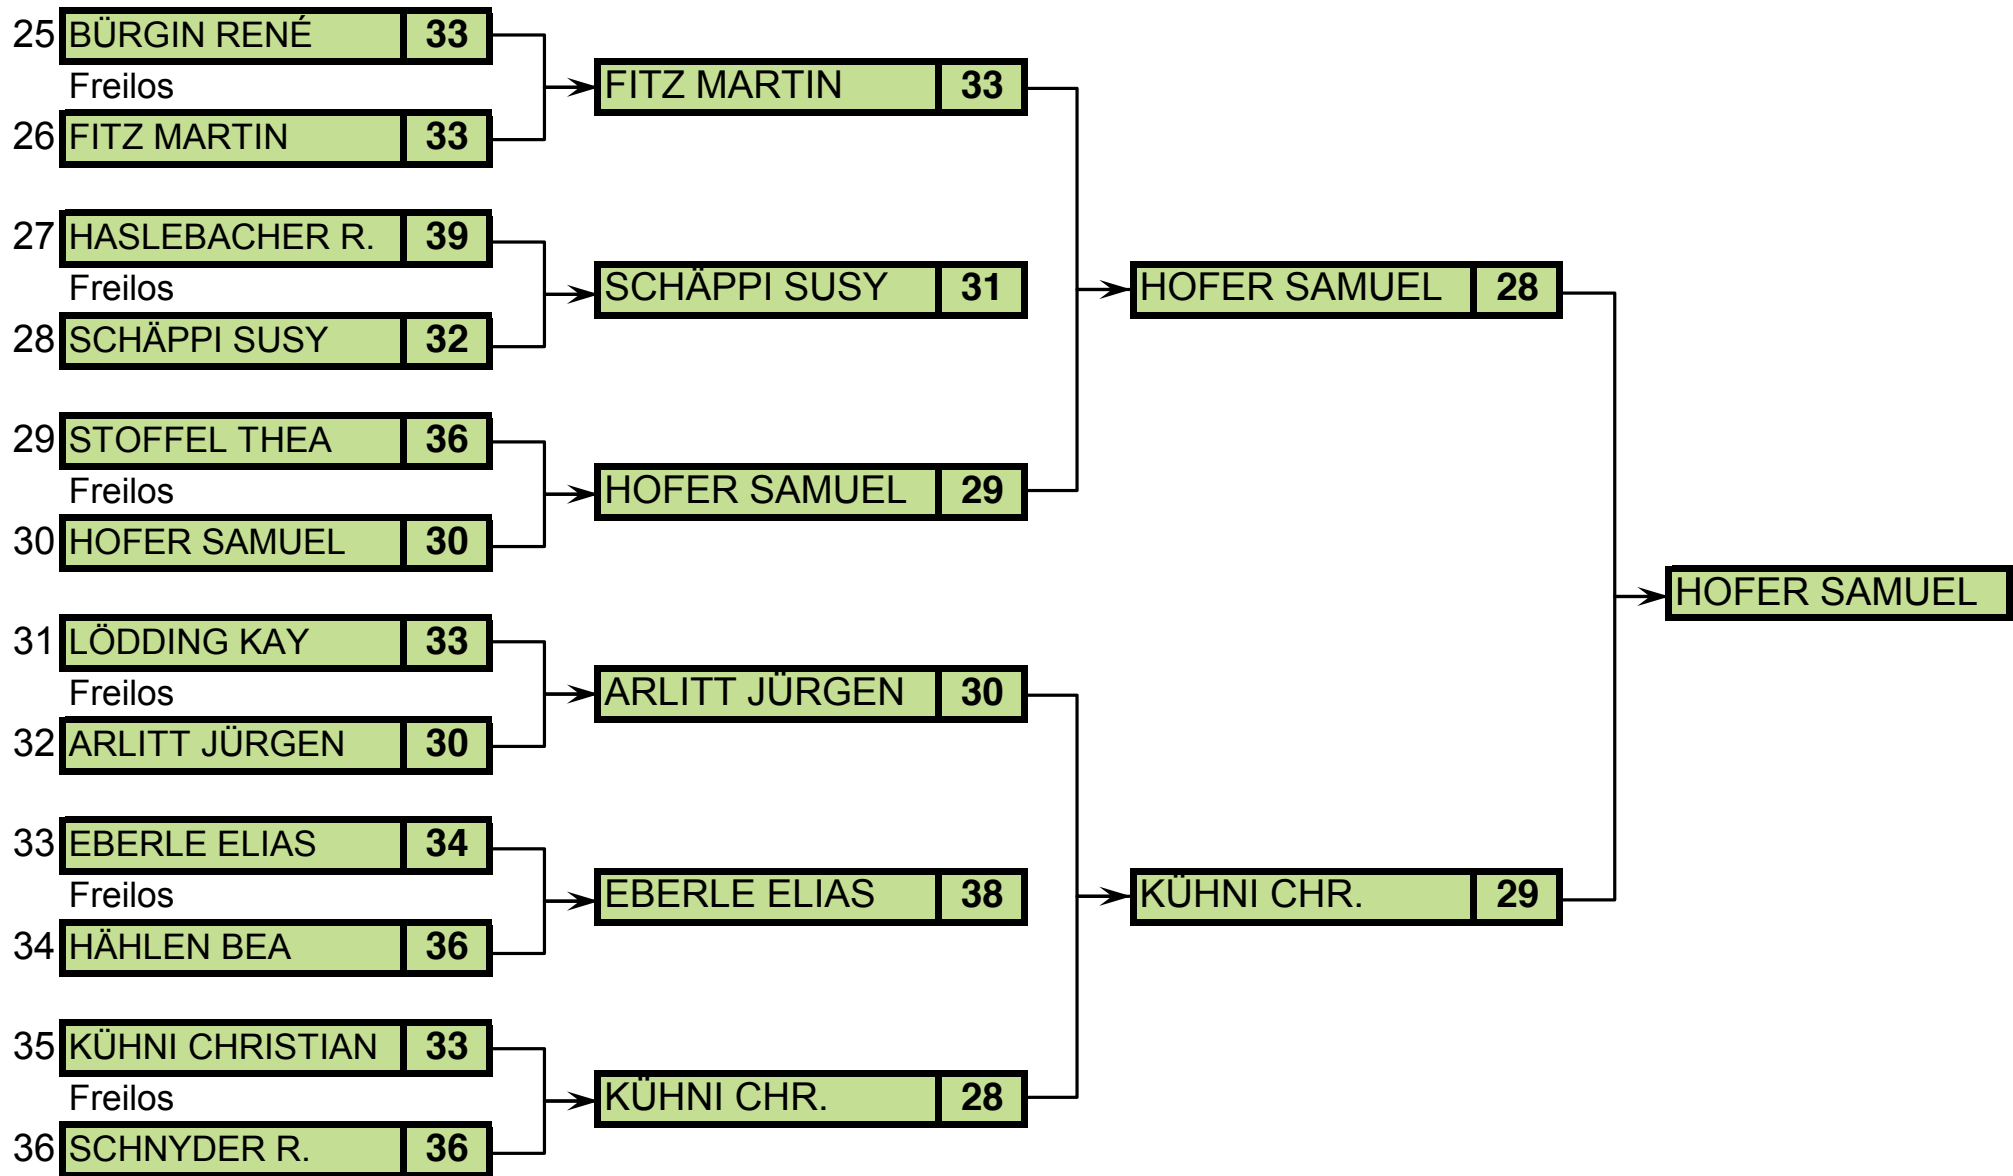 25 BÜRGIN RENÉ 33
Freilos
26 FITZ MARTIN 33
27 HASLEBACHER R. 39
Freilos
28 SCHÄPPI SUSY 32
29 STOFFEL THEA 36
Freilos
30 HOFER SAMUEL 30
31 LÖDDING KAY 33
Freilos
32 ARLITT JÜRGEN 30
33 EBERLE ELIAS 34
Freilos
34 HÄHLEN BEA 36
35 KÜHNI CHRISTIAN 33
Freilos
36 SCHNYDER R. 36
FITZ MARTIN 33
SCHÄPPI SUSY 31
HOFER SAMUEL 29
ARLITT JÜRGEN 30
EBERLE ELIAS 38
KÜHNI CHR. 28
HOFER SAMUEL 28
KÜHNI CHR. 29
HOFER SAMUEL